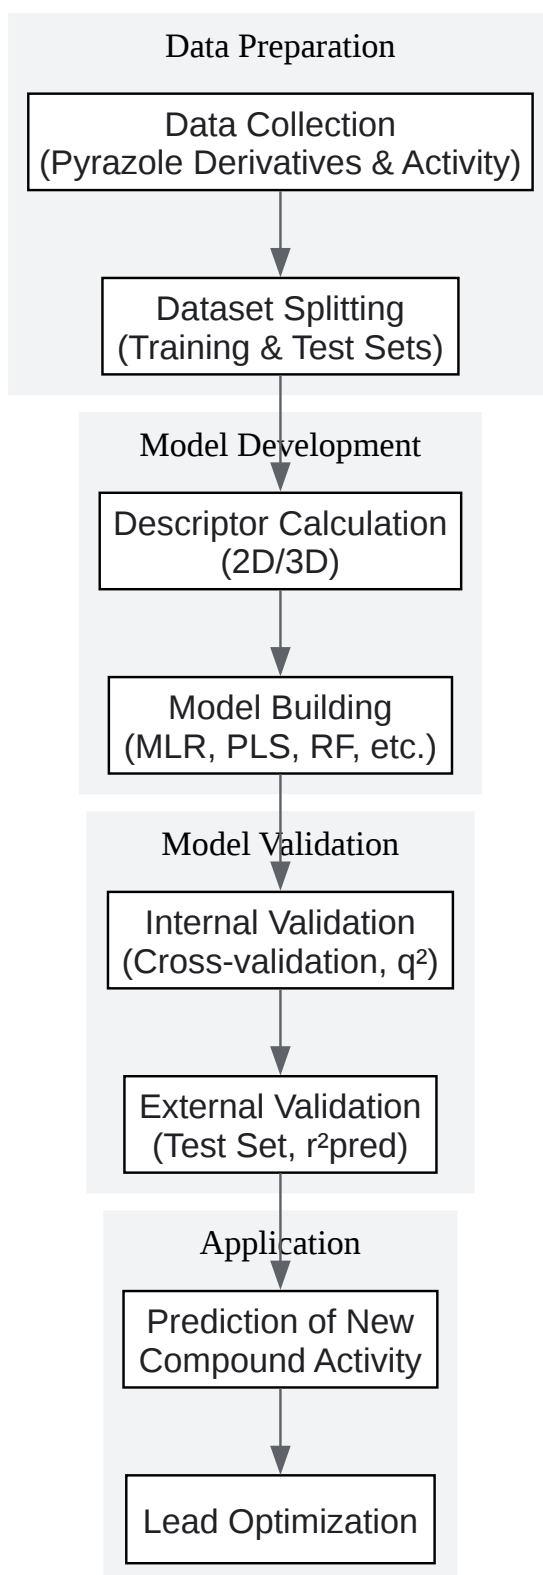 Data Preparation
Data Collection
(Pyrazole Derivatives & Activity)
Dataset Splitting
(Training & Test Sets)
Model Development
Descriptor Calculation
(2D/3D)
Model Building
(MLR, PLS, RF, etc.)
Model Validation
Internal Validation
(Cross-validation, q²)
External Validation
(Test Set, r²pred)
Application
Prediction of New
Compound Activity
Lead Optimization